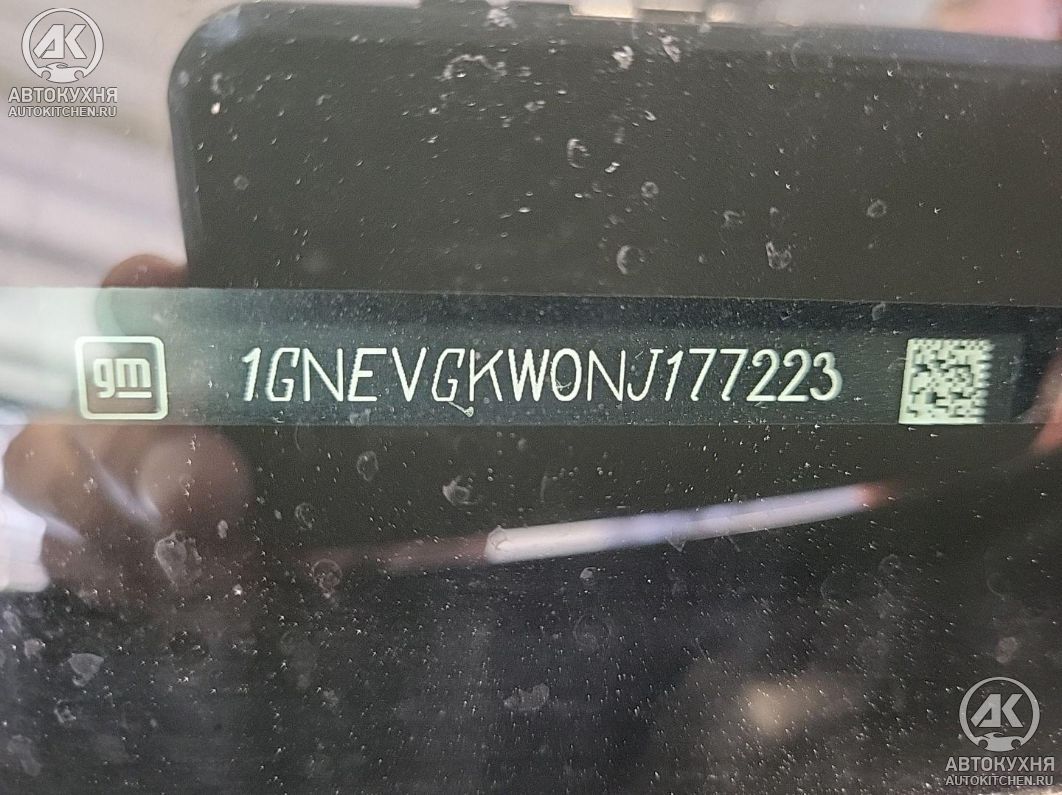 AK
АВТОКУХНЯ
AUTOKITCHEN.RU
gm
1GNEVGKW0NJ177223
AK
АВТОКУХНЯ
AUTOKITCHEN.RU